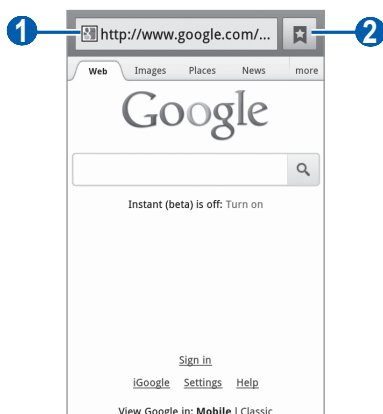 1
http://www.google.com/...
2
Web Images Places News more
Google
Instant (beta) is off: Turn on
Sign in
iGoogle Settings Help
View Google in: Mobile | Classic